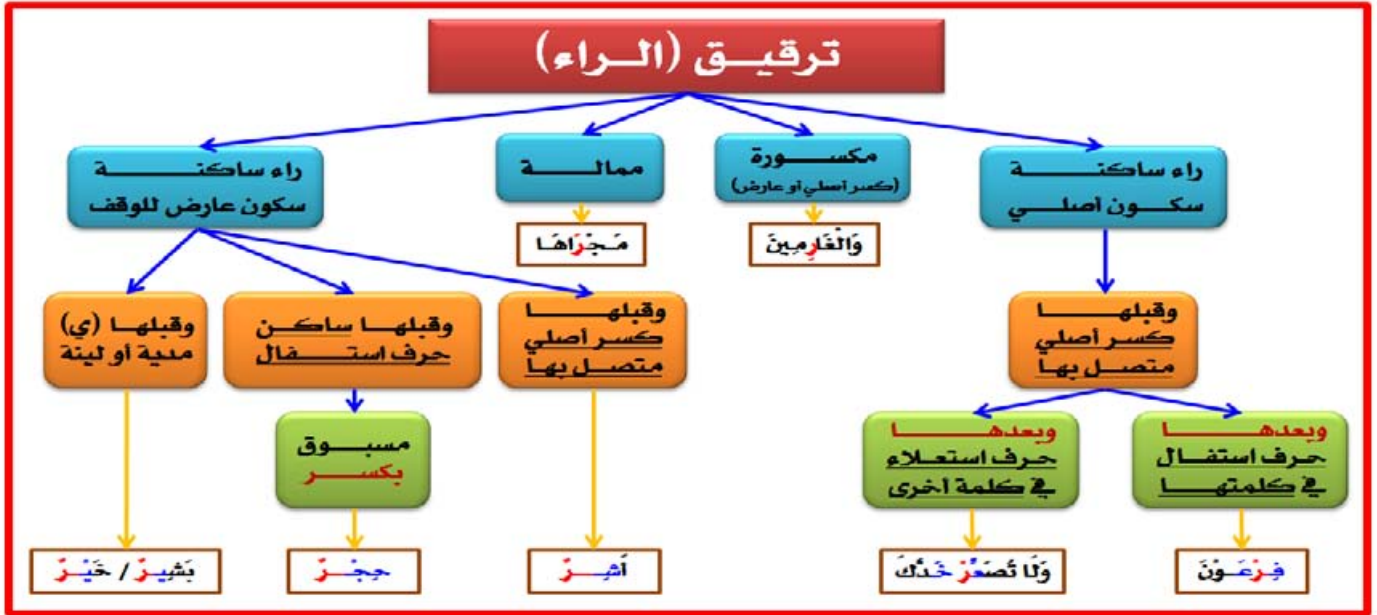 ترقيق (الراء)
راء ساكنة
سكون أصلي
مكسورة
(كسر أصلي أو عارض)
ممالة
راء ساكنة
سكون عارض للوقف
وَالْغَارِمِينَ
مَجْرَاهَا
وقبلها
كسر أصلي
متصل بها
وقبلها
كسر أصلي
متصل بها
وقبلها ساكن
حرف استفال
وقبلها (ي)
مدية أو لينة
وبعدها
حرف استفال
في كلمتها
وبعدها
حرف استعلاء
في كلمة أخرى
مسبوق
بكسر
فِرْعَوْنَ
وَلَا تُصَعِّرْ خَدَّكَ
أَشِرٌ
حِجْرٌ
بَشِيرٌ / خَيْرٌ